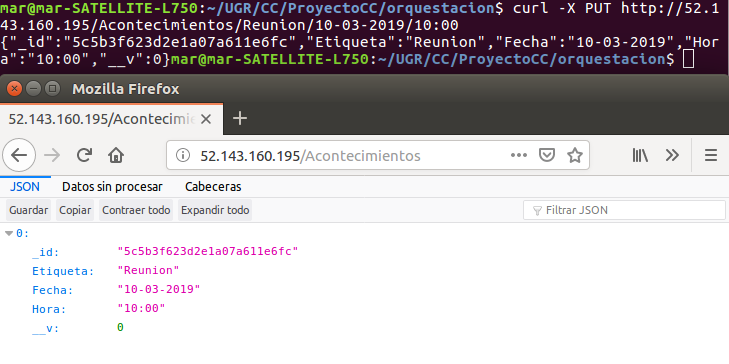 mar@mar-SATELLITE-L750:~/UGR/CC/ProyectoCC/orquestacion$ curl -X PUT http://52.1
43.160.195/Acontecimientos/Reunion/10-03-2019/10:00
{"_id":"5c5b3f623d2e1a07a611e6fc","Etiqueta":"Reunion","Fecha":"10-03-2019","Hor
a":"10:00","__v":0}mar@mar-SATELLITE-L750:~/UGR/CC/ProyectoCC/orquestacion$
Mozilla Firefox
52.143.160.195/Acontecimie
52.143.160.195/Acontecimientos
JSON Datos sin procesar Cabeceras
Guardar Copiar Contraer todo Expandir todo Filtrar JSON
0:
_id: "5c5b3f623d2e1a07a611e6fc"
Etiqueta: "Reunion"
Fecha: "10-03-2019"
Hora: "10:00"
__v: 0